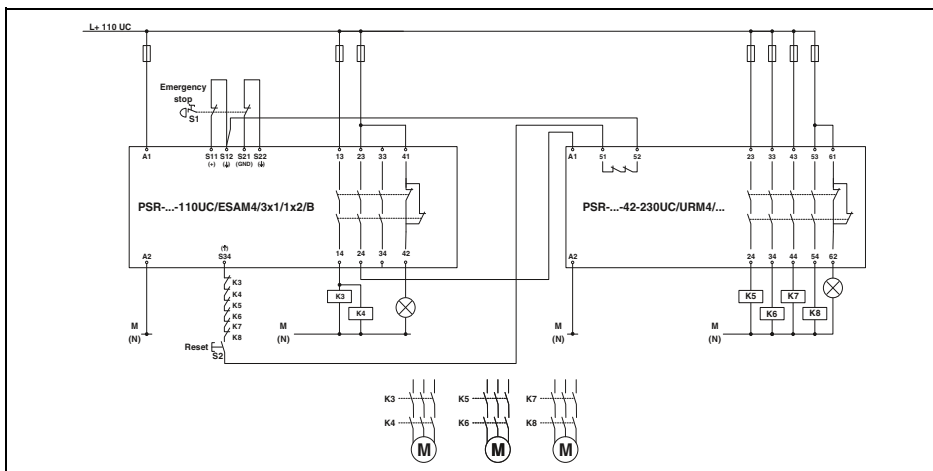 L+ 110 UC
Emergency
stop
S1
A1
S11
S12
S21
S22
(+)
(GND)
13
23
33
41
A1
51
52
23
33
43
53
61
PSR-...-110UC/ESAM4/3x1/1x2/B
PSR-...-42-230UC/URM4/...
A2
S34
14
24
34
42
A2
24
34
44
54
62
K3
K4
K5
K6
K7
K8
K3
K4
K5
K6
K7
K8
M
(N)
M
(N)
M
(N)
M
(N)
Reset
S2
K3
K4
M
K5
K6
M
K7
K8
M